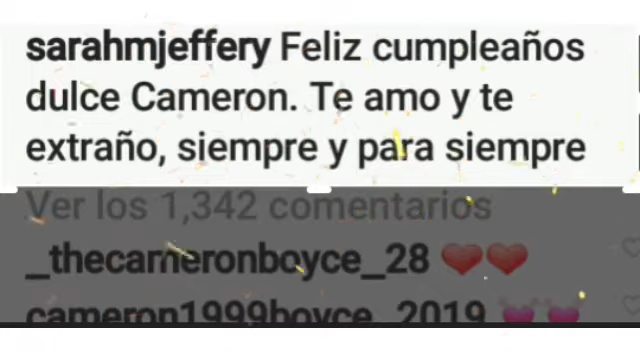 sarahmjeffery Feliz cumpleaños
dulce Cameron. Te amo y te
extraño, siempre y para siempre
Ver los 1,342 comentarios
_thecameronboyce_28 ❤️❤️
cameron1999boyce_2019 💓💓